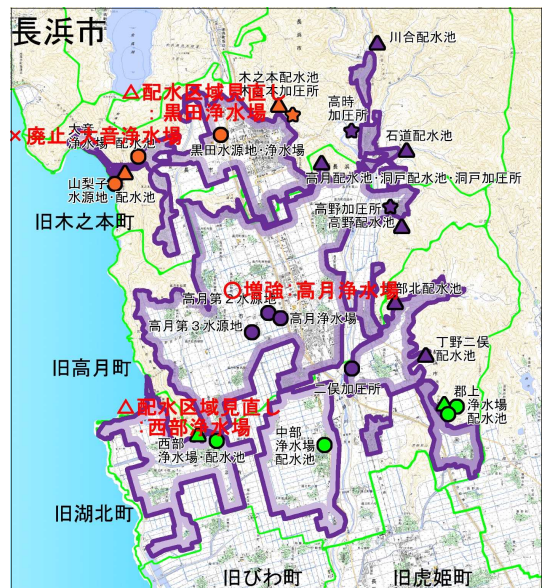 長浜市
川合配水池
木之本配水池
木之本加圧所
△配水区域見直し
：黒田浄水場
高時
加圧所
×廃止：大音浄水場
大音
浄水場・配水池
石道配水池
黒田水源地・浄水場
高月配水池・洞戸配水池・洞戸加圧所
山梨子
水源地・配水池
旧木之本町
高野加圧所
高野配水池
○増強：高月浄水場
部北配水池
高月第２水源地
高月浄水場
高月第３水源地
丁野二俣
配水池
旧高月町
二俣加圧所
△配水区域見直し
：西部浄水場
郡上
浄水場
配水池
西部
浄水場・配水池
中部
浄水場
配水池
旧湖北町
旧びわ町
旧虎姫町